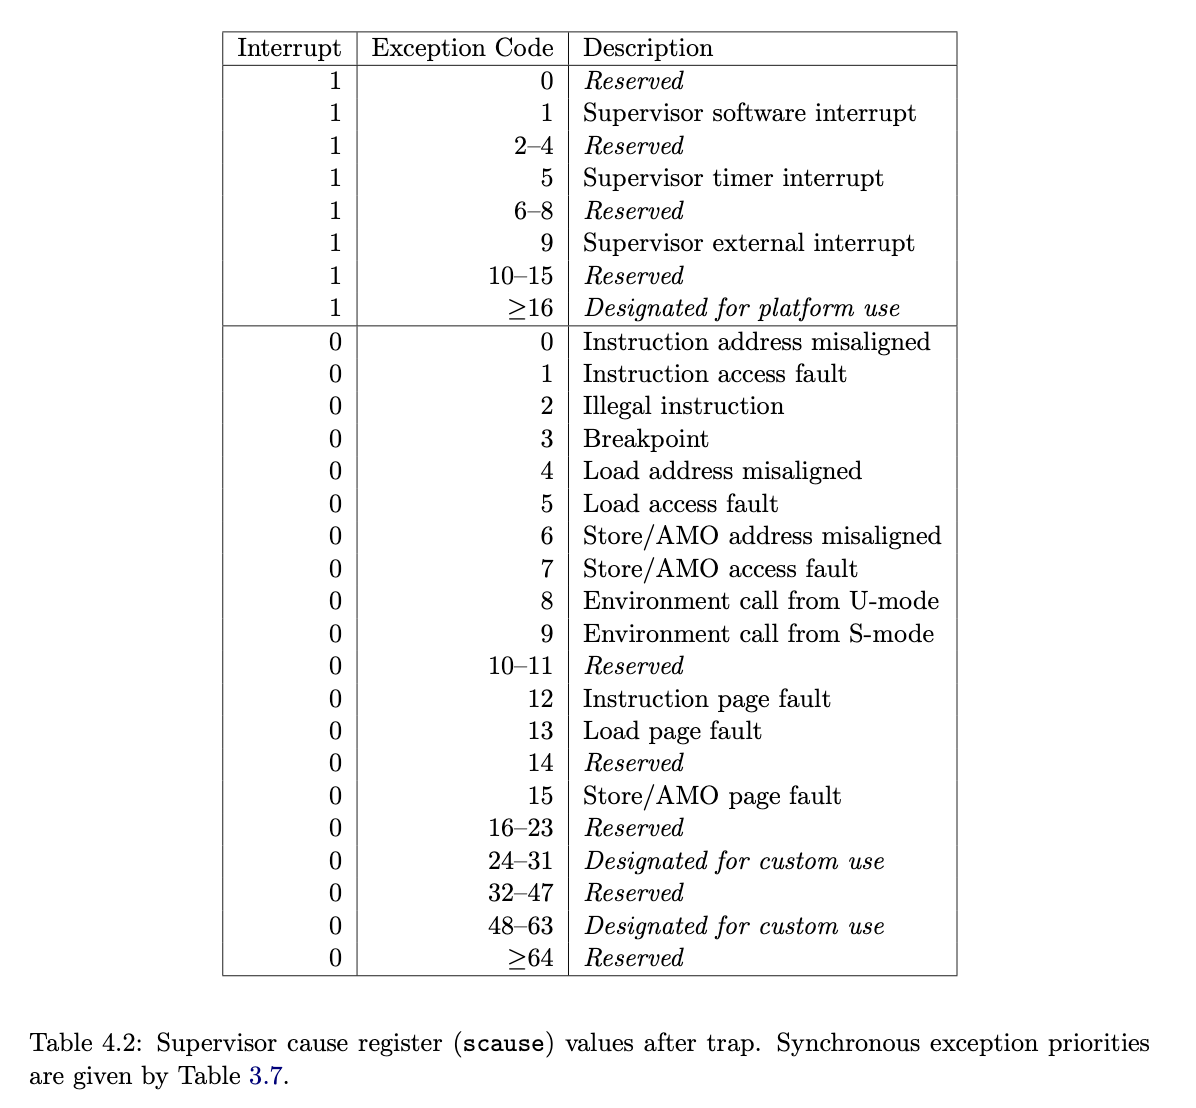 Interrupt Exception Code Description
1 0 Reserved
1 1 Supervisor software interrupt
1 2–4 Reserved
1 5 Supervisor timer interrupt
1 6–8 Reserved
1 9 Supervisor external interrupt
1 10–15 Reserved
1 ≥16 Designated for platform use
0 0 Instruction address misaligned
0 1 Instruction access fault
0 2 Illegal instruction
0 3 Breakpoint
0 4 Load address misaligned
0 5 Load access fault
0 6 Store/AMO address misaligned
0 7 Store/AMO access fault
0 8 Environment call from U-mode
0 9 Environment call from S-mode
0 10–11 Reserved
0 12 Instruction page fault
0 13 Load page fault
0 14 Reserved
0 15 Store/AMO page fault
0 16–23 Reserved
0 24–31 Designated for custom use
0 32–47 Reserved
0 48–63 Designated for custom use
0 ≥64 Reserved
Table 4.2: Supervisor cause register (scause) values after trap. Synchronous exception priorities
are given by Table 3.7.